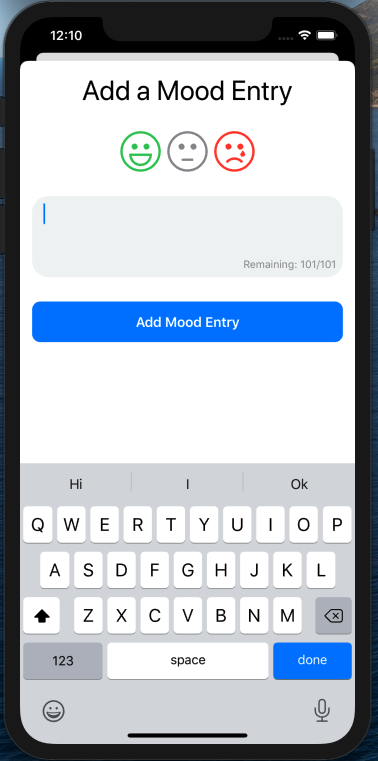 12:10
Add a Mood Entry
Remaining: 101/101
Add Mood Entry
Hi I Ok
Q W E R T Y U I O P
A S D F G H J K L
Z X C V B N M
123 space done